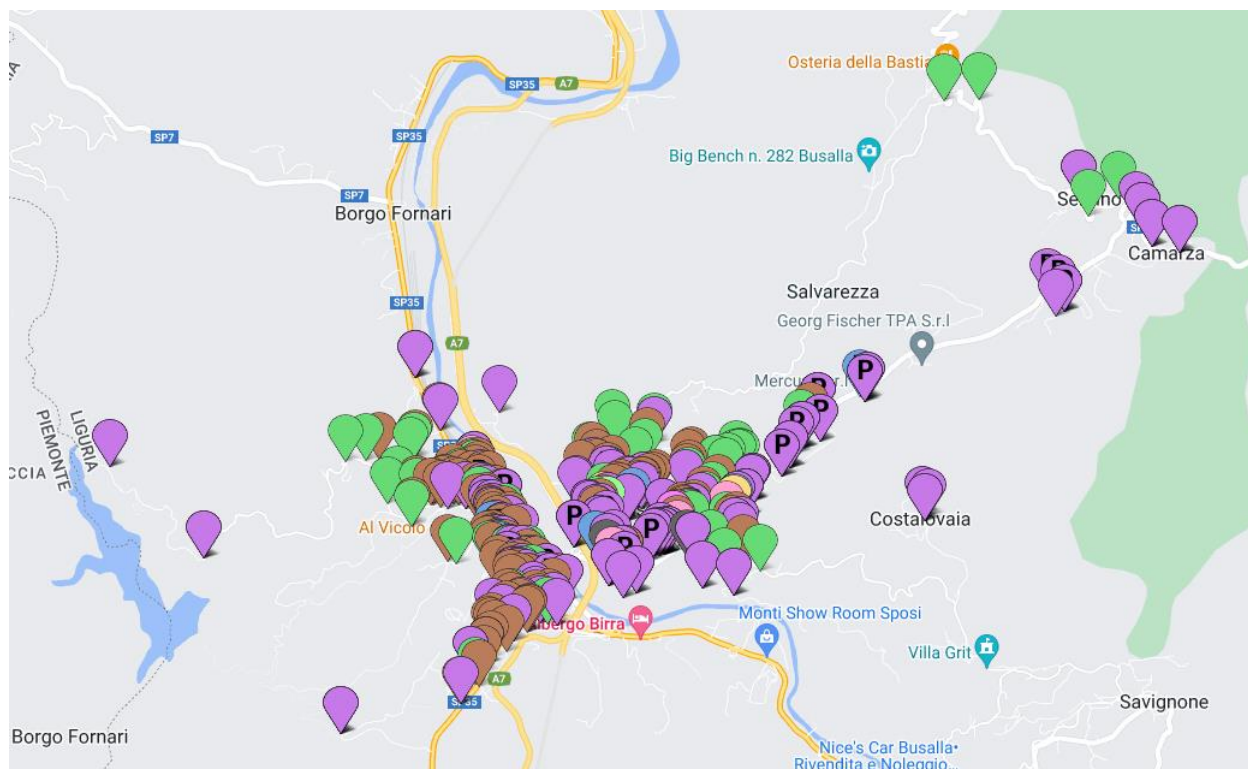 Osteria della Bastia
SP35
A7
SP7
SP35
Big Bench n. 282 Busalla
SP7
Borgo Fornari
Camarza
Salvarezza
SP35
Georg Fischer TPA S.r.l
A7
P
P
P
P
P
LIGURIA
PIEMONTE
Costalovaia
Al Vicolo
P
P
Monti Show Room Sposi
Albergo Birra
Villa Grit
A7
SP35
Savignone
Borgo Fornari
Nice's Car Busalla•
Rivendita e Noleggio...